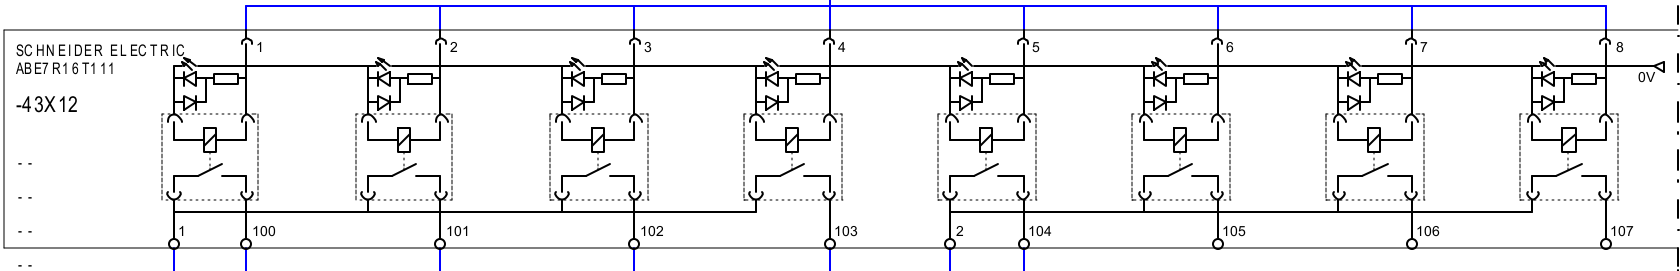 1 2 3 4 5 6 7 8
SCHNEIDER ELECTRIC
ABE7R16T111
0V
-43X12
--
--
--
1 100 101 102 103 2 104 105 106 107
--